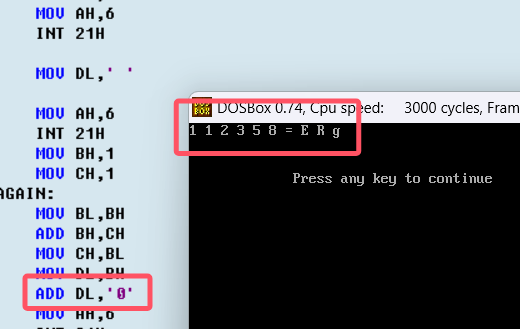 MOV AH,6
INT 21H
MOV DL,' '
MOV AH,6
INT 21H
MOV BH,1
MOV CH,1
AGAIN:
MOV BL,BH
ADD BH,CH
MOV CH,BL
MOV DL,BH
ADD DL,'0'
MOV AH,6
DOS BOX
DOSBox 0.74, Cpu speed: 3000 cycles, Fram
1 1 2 3 5 8 = E R g
Press any key to continue